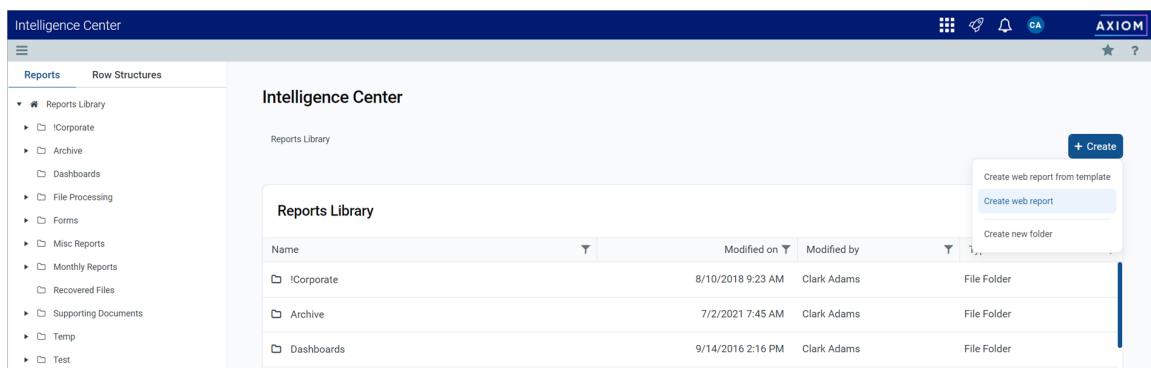 Intelligence Center
CA
AXIOM
?
Reports Row Structures
Reports Library
!Corporate
Archive
Dashboards
File Processing
Forms
Misc Reports
Monthly Reports
Recovered Files
Supporting Documents
Temp
Test
Intelligence Center
Reports Library
+ Create
Create web report from template
Create web report
Create new folder
Reports Library
Name Modified on Modified by
!Corporate 8/10/2018 9:23 AM Clark Adams File Folder
Archive 7/2/2021 7:45 AM Clark Adams File Folder
Dashboards 9/14/2016 2:16 PM Clark Adams File Folder